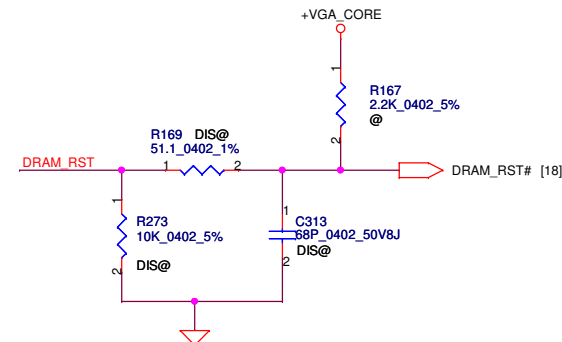 +VGA_CORE
1
R167
2.2K_0402_5%
@
2
R169 DIS@
51.1_0402_1%
DRAM_RST
1
2
DRAM_RST# [18]
1
R273
10K_0402_5%
DIS@
2
1
C313
68P_0402_50V8J
DIS@
2